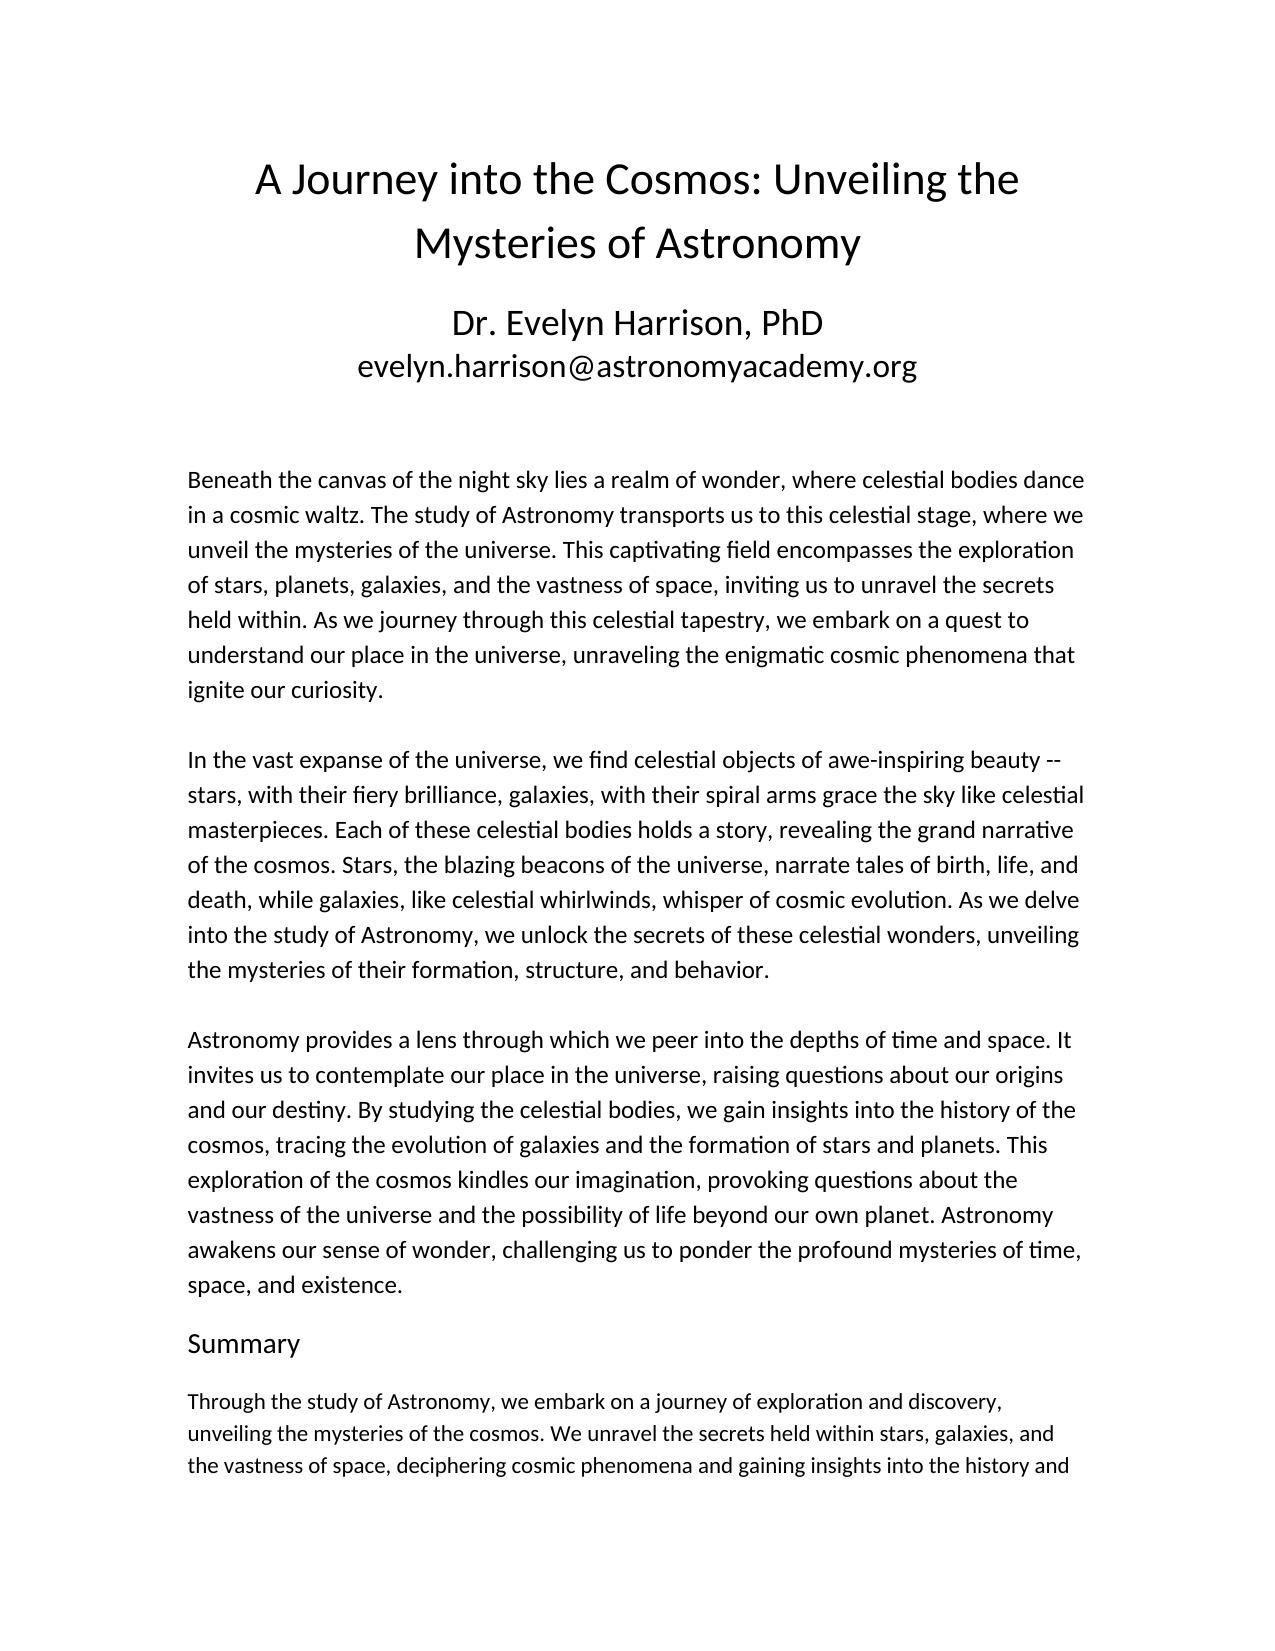 A Journey into the Cosmos: Unveiling the
Mysteries of Astronomy
Dr. Evelyn Harrison, PhD
evelyn.harrison@astronomyacademy.org
Beneath the canvas of the night sky lies a realm of wonder, where celestial bodies dance
in a cosmic waltz. The study of Astronomy transports us to this celestial stage, where we
unveil the mysteries of the universe. This captivating field encompasses the exploration
of stars, planets, galaxies, and the vastness of space, inviting us to unravel the secrets
held within. As we journey through this celestial tapestry, we embark on a quest to
understand our place in the universe, unraveling the enigmatic cosmic phenomena that
ignite our curiosity.
In the vast expanse of the universe, we find celestial objects of awe-inspiring beauty --
stars, with their fiery brilliance, galaxies, with their spiral arms grace the sky like celestial
masterpieces. Each of these celestial bodies holds a story, revealing the grand narrative
of the cosmos. Stars, the blazing beacons of the universe, narrate tales of birth, life, and
death, while galaxies, like celestial whirlwinds, whisper of cosmic evolution. As we delve
into the study of Astronomy, we unlock the secrets of these celestial wonders, unveiling
the mysteries of their formation, structure, and behavior.
Astronomy provides a lens through which we peer into the depths of time and space. It
invites us to contemplate our place in the universe, raising questions about our origins
and our destiny. By studying the celestial bodies, we gain insights into the history of the
cosmos, tracing the evolution of galaxies and the formation of stars and planets. This
exploration of the cosmos kindles our imagination, provoking questions about the
vastness of the universe and the possibility of life beyond our own planet. Astronomy
awakens our sense of wonder, challenging us to ponder the profound mysteries of time,
space, and existence.
Summary
Through the study of Astronomy, we embark on a journey of exploration and discovery,
unveiling the mysteries of the cosmos. We unravel the secrets held within stars, galaxies, and
the vastness of space, deciphering cosmic phenomena and gaining insights into the history and